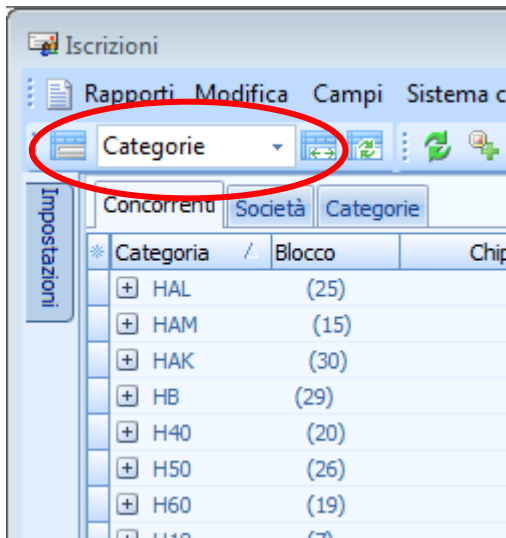 Iscrizioni
Rapporti Modifica Campi Sistema c
Categorie
Impostazioni
Concorrenti Società Categorie
Categoria Blocco Chip
HAL (25)
HAM (15)
HAK (30)
HB (29)
H40 (20)
H50 (26)
H60 (19)